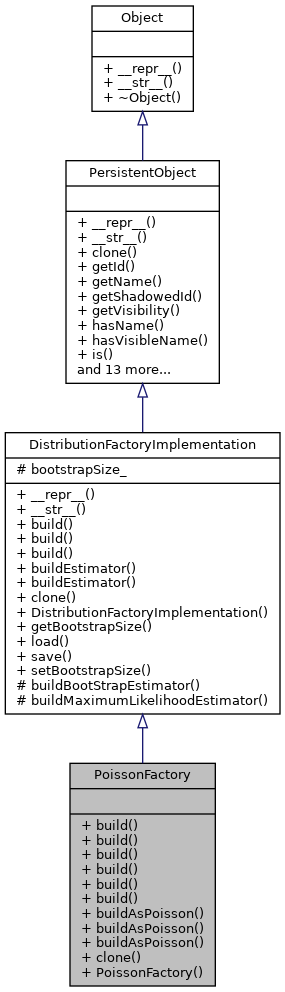 Object
+ __repr__()
+ __str__()
+ ~Object()
PersistentObject
+ __repr__()
+ __str__()
+ clone()
+ getId()
+ getName()
+ getShadowedId()
+ getVisibility()
+ hasName()
+ hasVisibleName()
+ is()
and 13 more...
DistributionFactoryImplementation
# bootstrapSize_
+ __repr__()
+ __str__()
+ build()
+ build()
+ build()
+ buildEstimator()
+ buildEstimator()
+ clone()
+ DistributionFactoryImplementation()
+ getBootstrapSize()
+ load()
+ save()
+ setBootstrapSize()
# buildBootStrapEstimator()
# buildMaximumLikelihoodEstimator()
PoissonFactory
+ build()
+ build()
+ build()
+ build()
+ build()
+ build()
+ buildAsPoisson()
+ buildAsPoisson()
+ buildAsPoisson()
+ clone()
+ PoissonFactory()